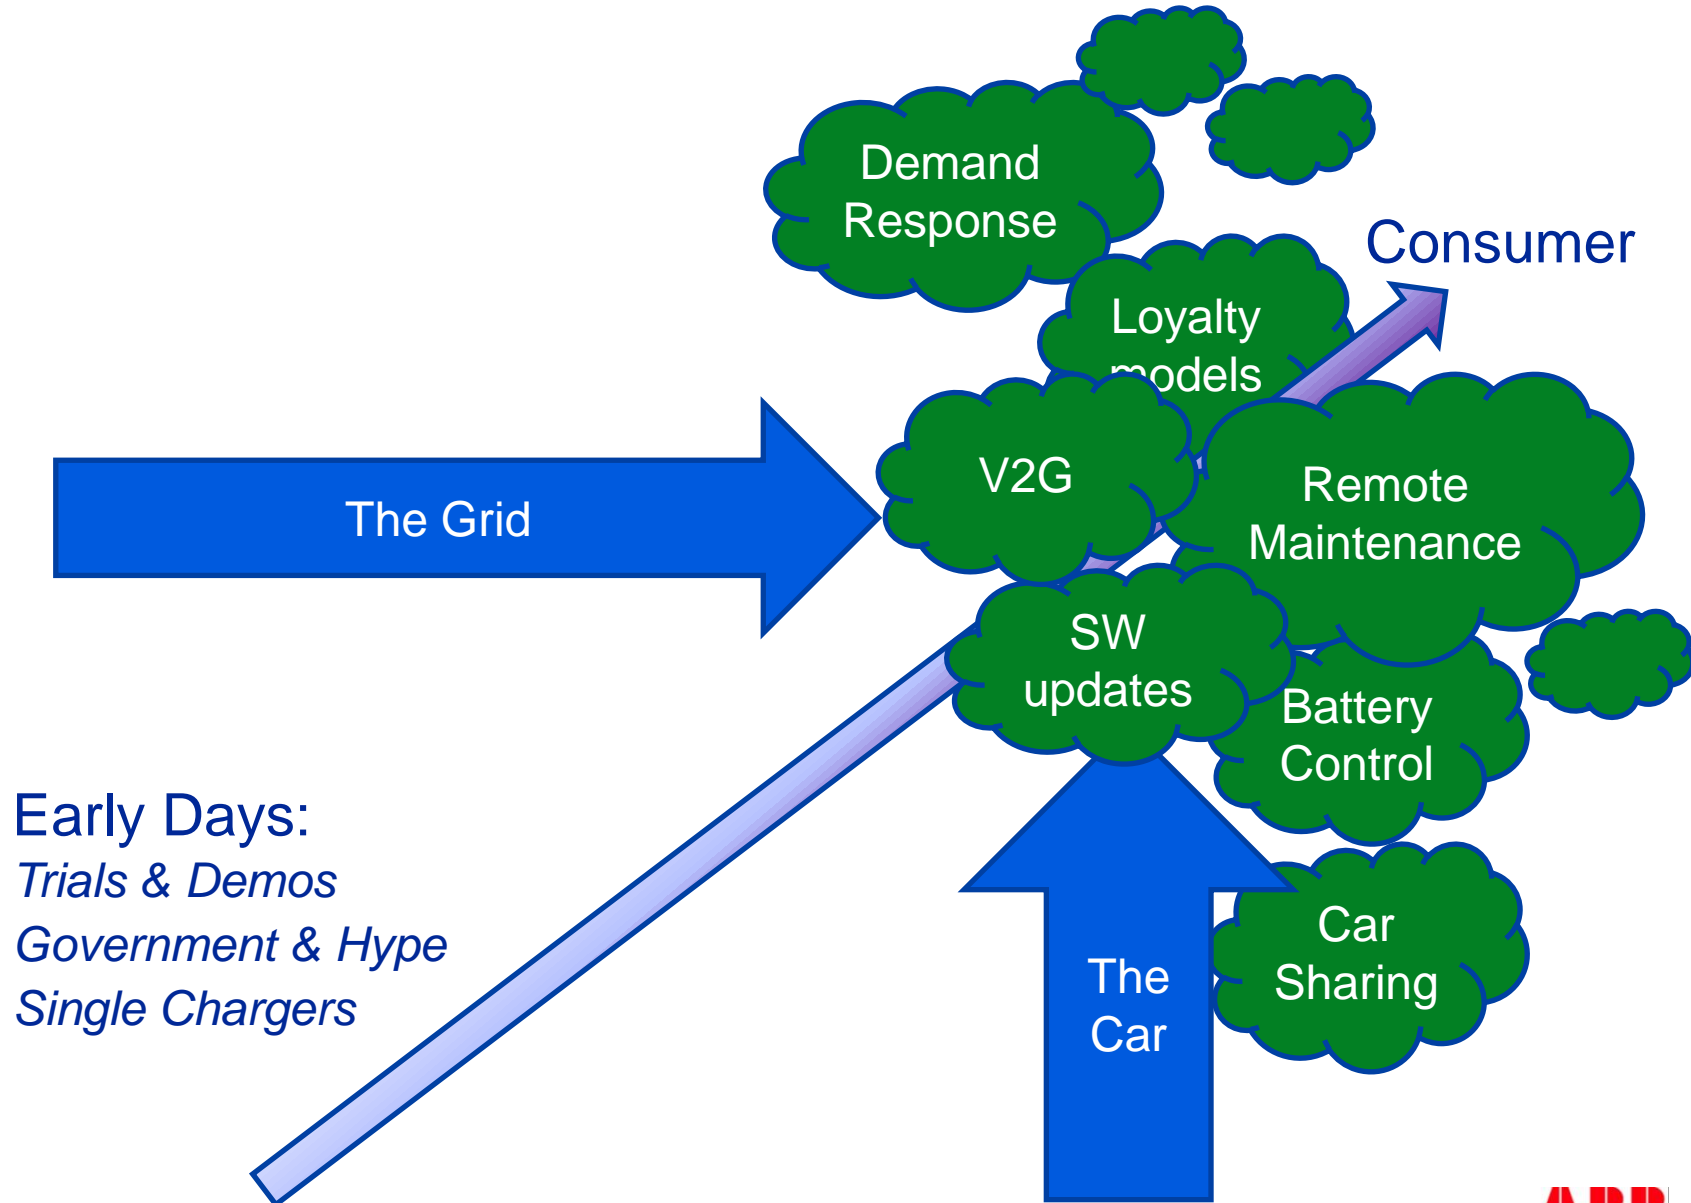 Demand
Response
Consumer
Loyalty
models
V2G
Remote
Maintenance
The Grid
SW
updates
Battery
Control
Early Days:
Trials & Demos
Government & Hype
Single Chargers
Car
Sharing
The
Car